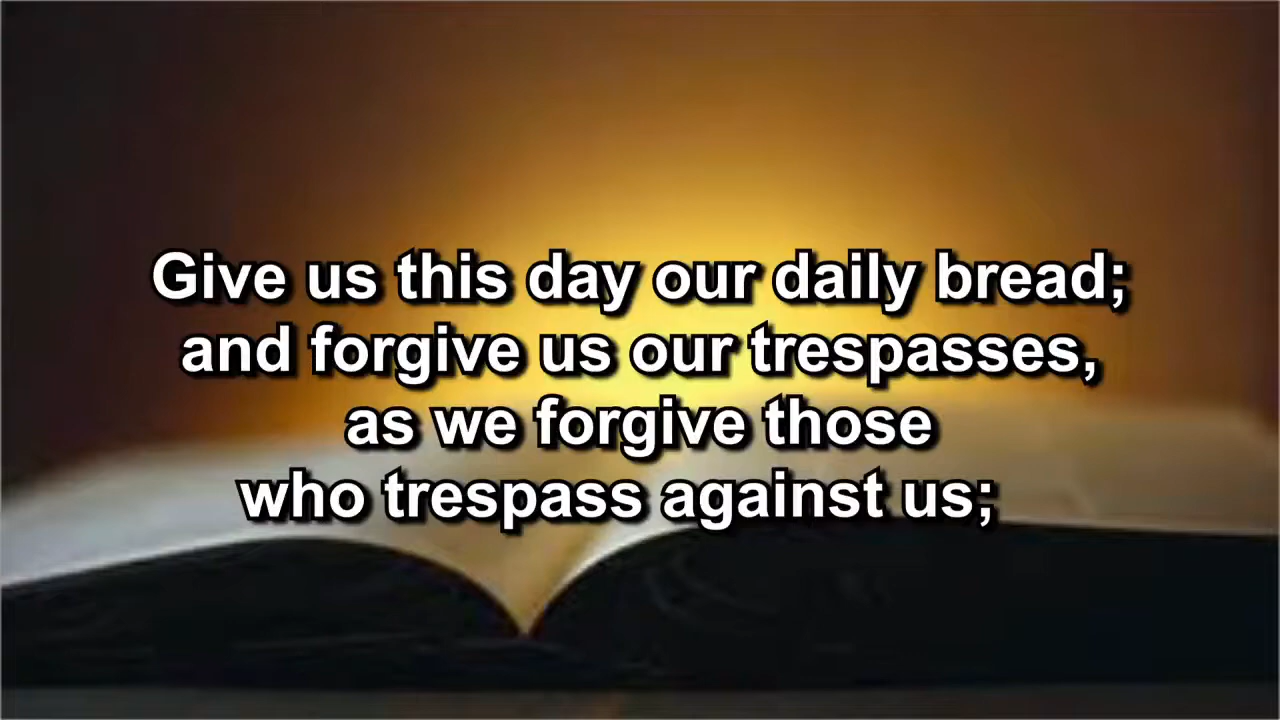 Give us this day our daily bread;
and forgive us our trespasses,
as we forgive those
who trespass against us;